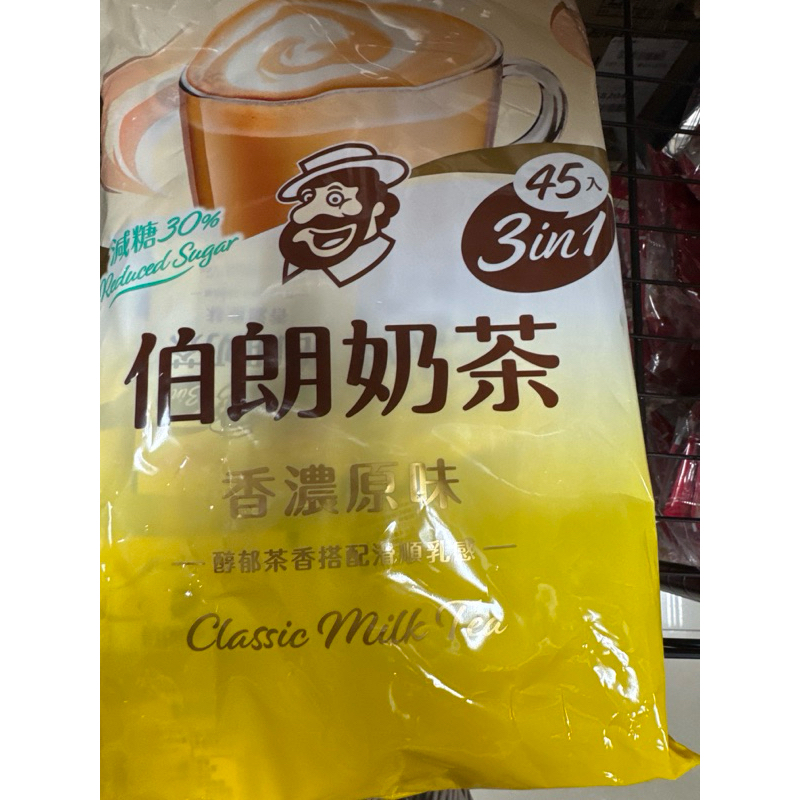 45入
3in1
減糖30%
Reduced Sugar
伯朗奶茶
香濃原味
醇郁茶香搭配滑順乳感
Classic Milk Tea